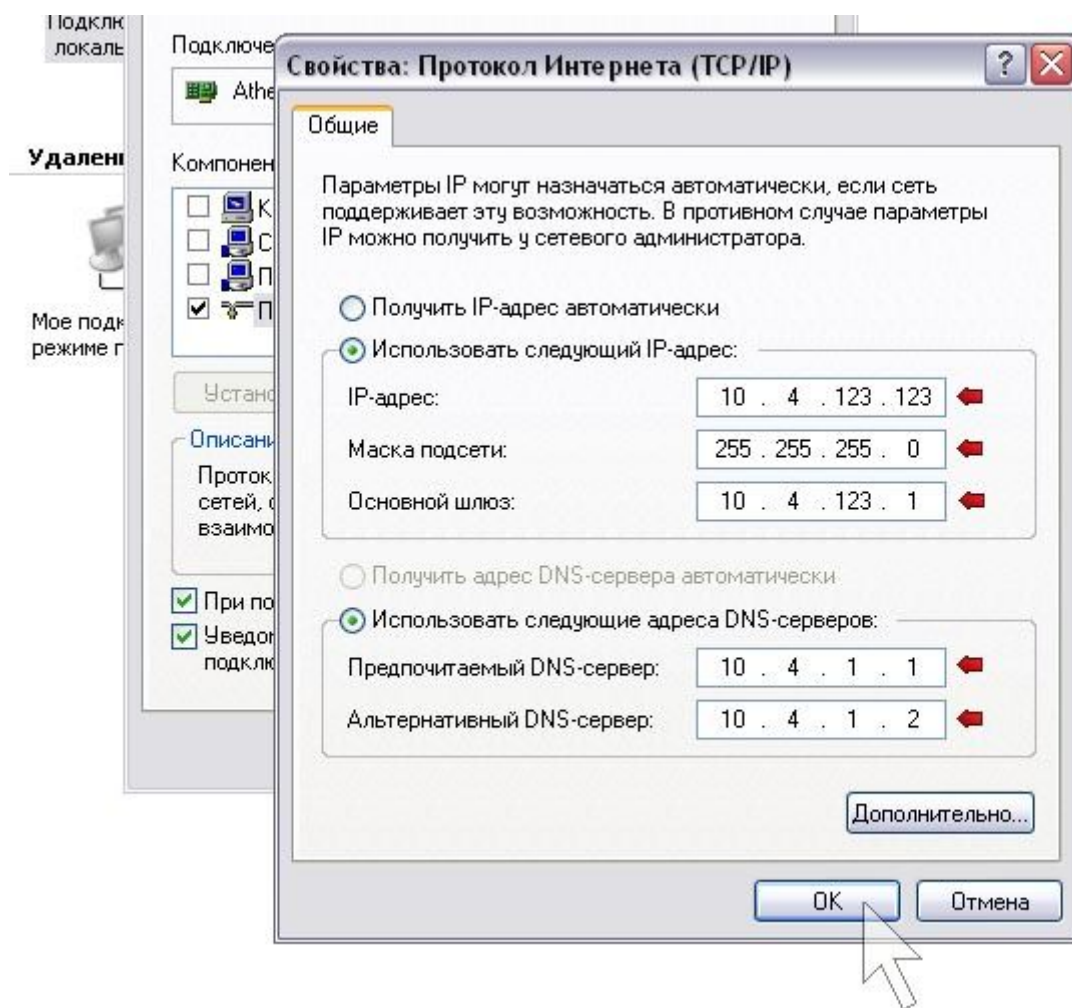 локаль
Подключе
Athe
Удаленн
Компонен
К
С
П
П
Мое подк
режиме г
Устано
Описани
Проток
сетей, с
взаимо
При по
Уведом
подклю
Свойства: Протокол Интернета (TCP/IP)
Общие
Параметры IP могут назначаться автоматически, если сеть
поддерживает эту возможность. В противном случае параметры
IP можно получить у сетевого администратора.
Получить IP-адрес автоматически
Использовать следующий IP-адрес:
IP-адрес: 10 . 4 . 123 . 123
Маска подсети: 255 . 255 . 255 . 0
Основной шлюз: 10 . 4 . 123 . 1
Получить адрес DNS-сервера автоматически
Использовать следующие адреса DNS-серверов:
Предпочитаемый DNS-сервер: 10 . 4 . 1 . 1
Альтернативный DNS-сервер: 10 . 4 . 1 . 2
Дополнительно...
OK Отмена